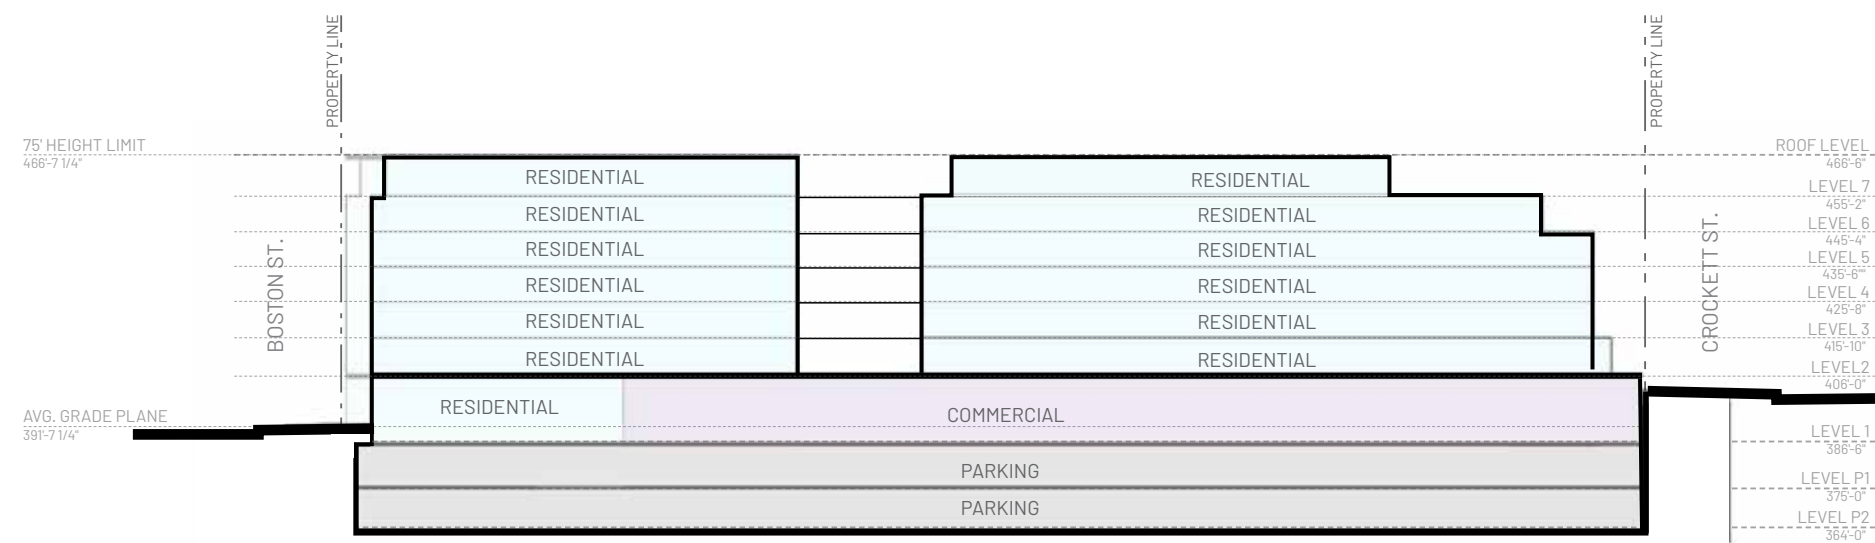 PROPERTY LINE
PROPERTY LINE
75' HEIGHT LIMIT
466'-7 1/4"
ROOF LEVEL
466'-6"
RESIDENTIAL
RESIDENTIAL
LEVEL 7
455'-2"
RESIDENTIAL
RESIDENTIAL
LEVEL 6
445'-4"
RESIDENTIAL
RESIDENTIAL
LEVEL 5
435'-6""
BOSTON ST.
CROCKETT ST.
RESIDENTIAL
RESIDENTIAL
LEVEL 4
425'-8"
RESIDENTIAL
RESIDENTIAL
LEVEL 3
415'-10"
RESIDENTIAL
RESIDENTIAL
LEVEL2
406'-0"
AVG. GRADE PLANE
391'-7 1/4"
RESIDENTIAL
COMMERCIAL
LEVEL 1
386'-6"
PARKING
LEVEL P1
375'-0"
PARKING
LEVEL P2
364'-0"